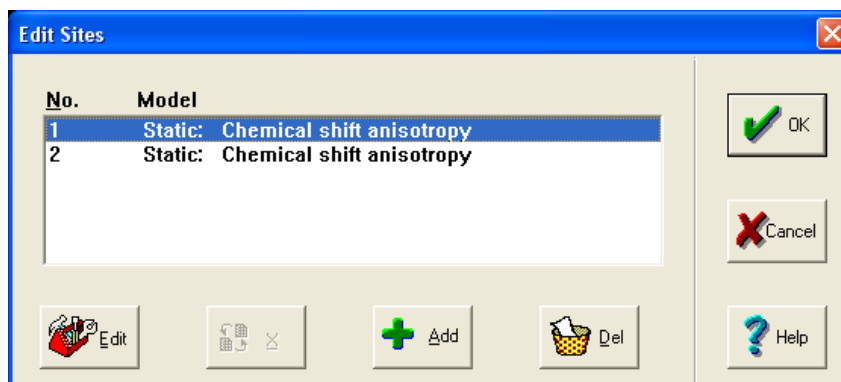 Edit Sites
No. Model
1 Static: Chemical shift anisotropy
2 Static: Chemical shift anisotropy
OK
Cancel
Edit
Add
Del
Help